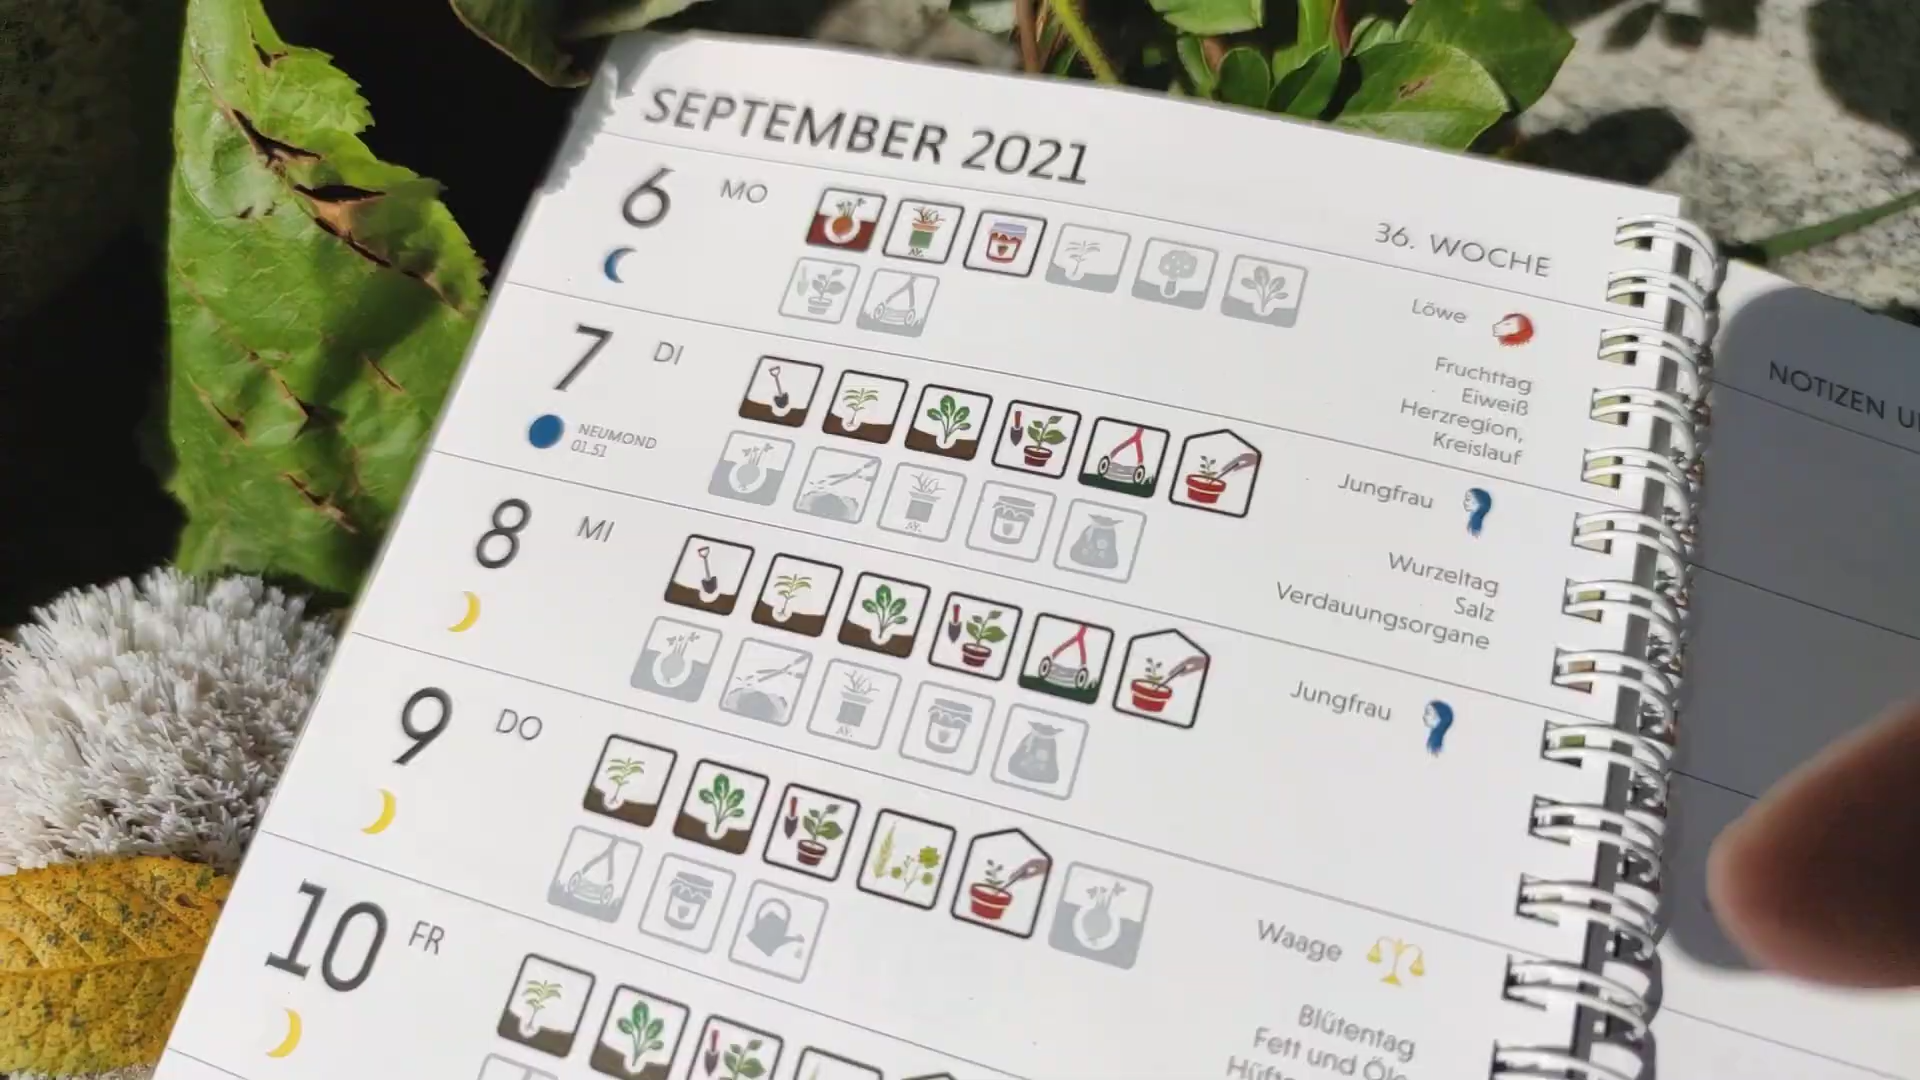 SEPTEMBER 2021
36. WOCHE
6 MO
Löwe
Fruchttag
Eiweiß
Herzregion,
Kreislauf
7 DI
NEUMOND
01.51
Jungfrau
Wurzeltag
Salz
Verdauungsorgane
8 MI
Jungfrau
9 DO
Waage
Blütentag
Fett und Öle
10 FR
NOTIZEN